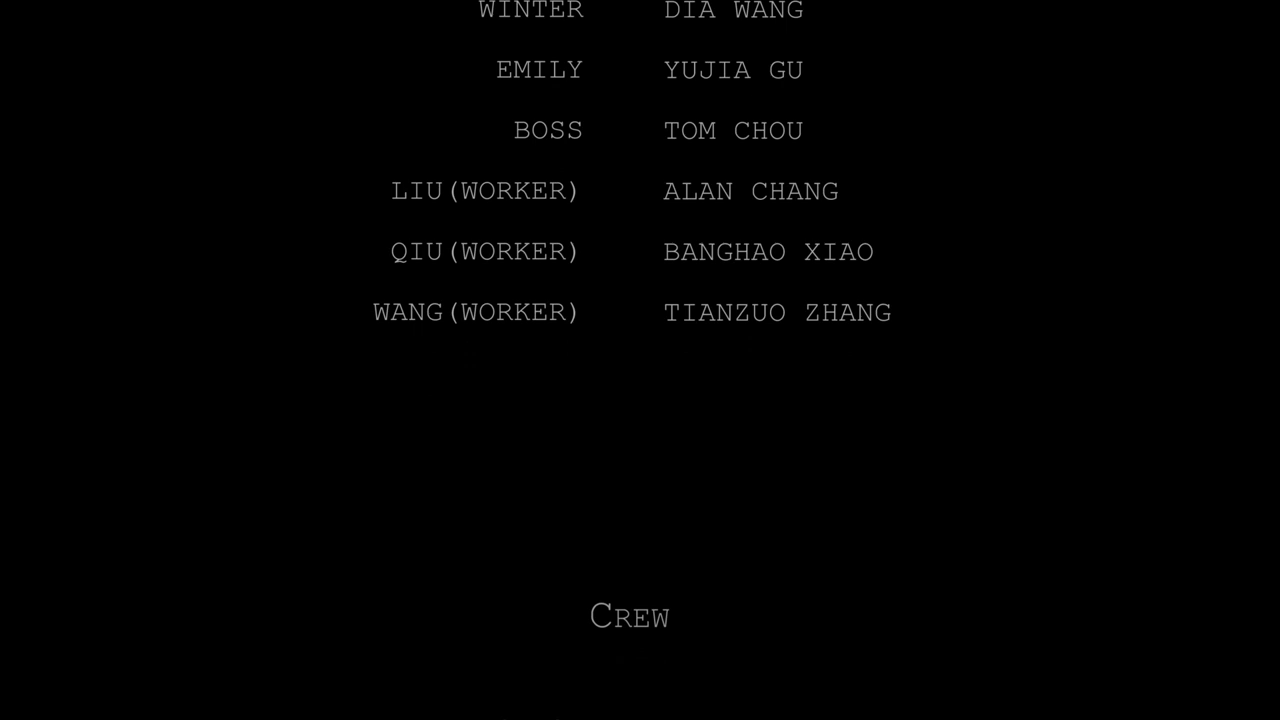 WINTER DIA WANG
EMILY YUJIA GU
BOSS TOM CHOU
LIU(WORKER) ALAN CHANG
QIU(WORKER) BANGHAO XIAO
WANG(WORKER) TIANZUO ZHANG
CREW